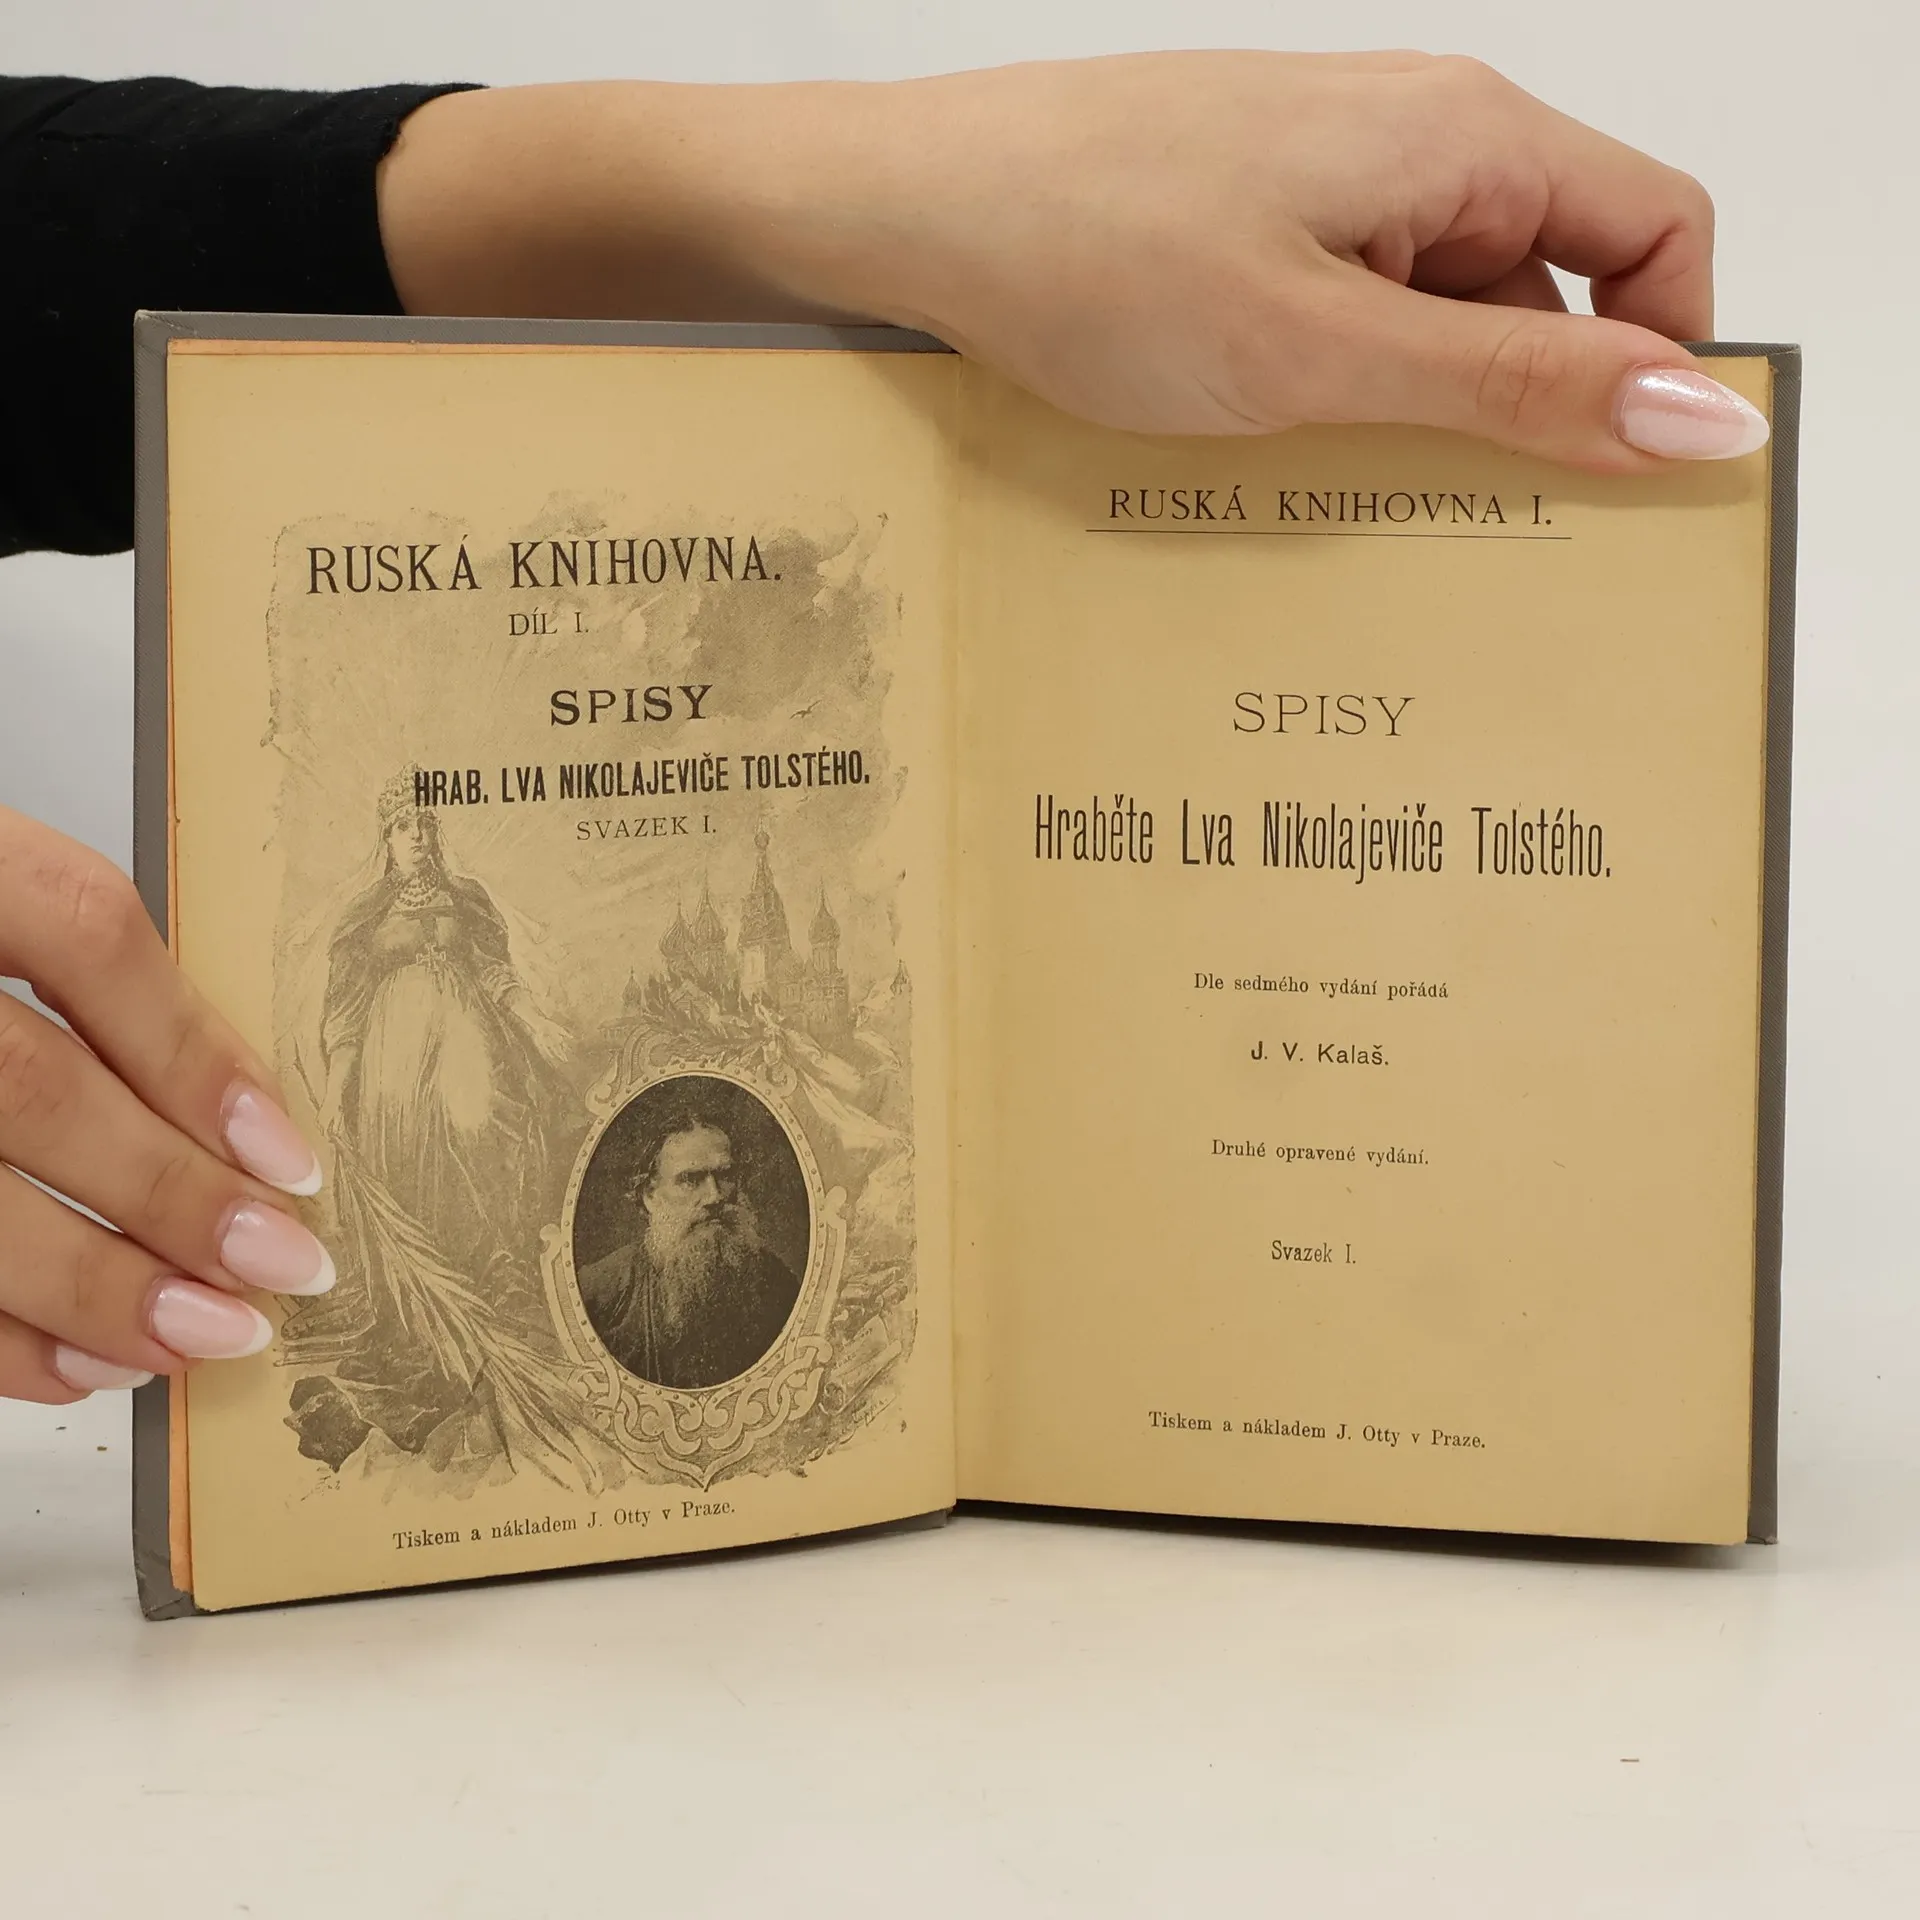 RUSKÁ KNIHOVNA.
DÍL I.
SPISY
HRAB. LVA NIKOLAJEVIČE TOLSTÉHO.
SVAZEK I.
Tiskem a nákladem J. Otty v Praze.
RUSKÁ KNIHOVNA I.
SPISY
Hraběte Lva Nikolajeviče Tolstého.
Dle sedmého vydání pořádá
J. V. Kalaš.
Druhé opravené vydání.
Svazek I.
Tiskem a nákladem J. Otty v Praze.